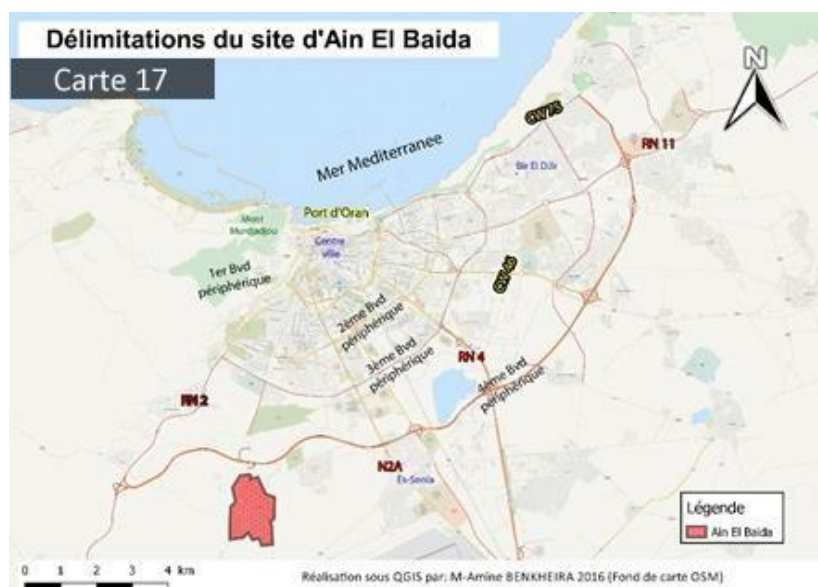 Délimitations du site d'Ain El Baida
Carte 17
N
CW75
RN 11
Mer Mediterranee
Bir El Djir
Port d'Oran
Mont
Murdjadjou
Centre
ville
1er Bvd
périphérique
2ème Bvd
périphérique
3ème Bvd
périphérique
RN 4
4ème Bvd
périphérique
RN 2
N2A
Es-Senia
Légende
Ain El Baida
0 1 2 3 4 km
Réalisation sous QGIS par: M-Amine BENKHEIRA 2016 (Fond de carte OSM)